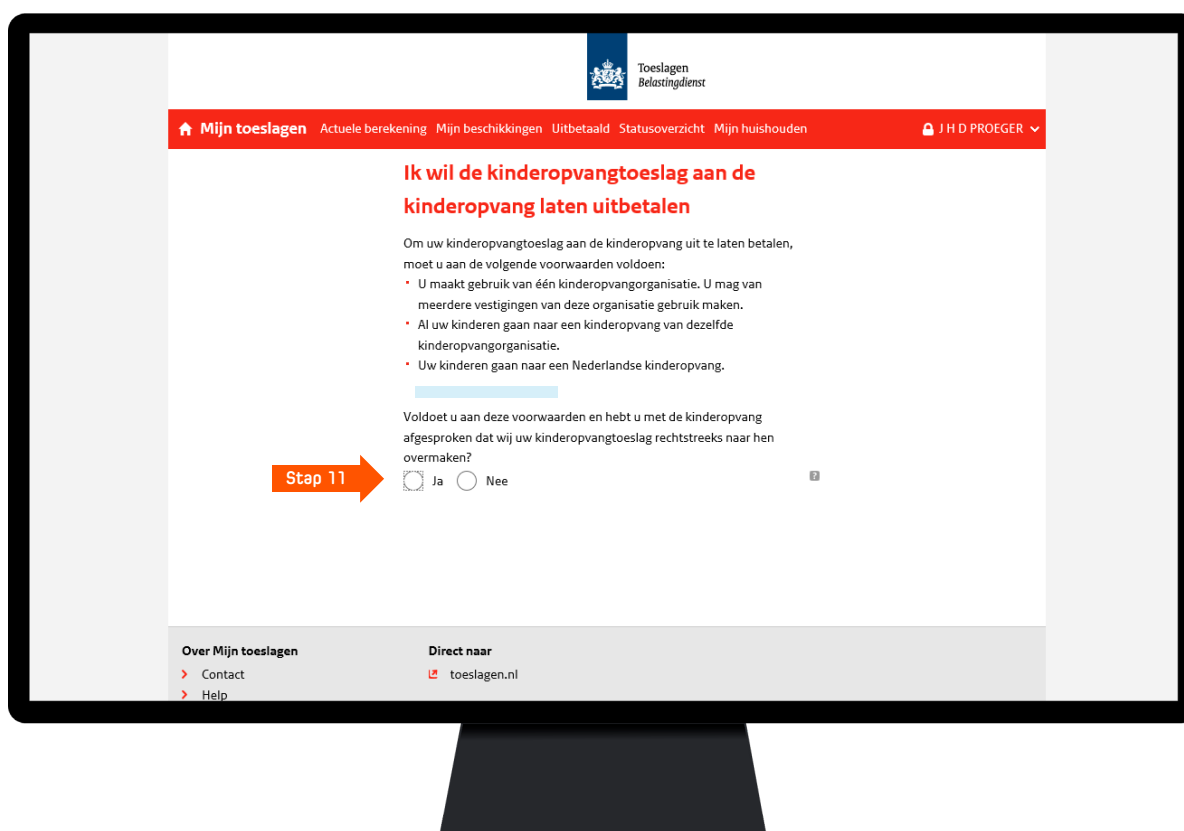 Toeslagen
Belastingdienst
Mijn toeslagen Actuele berekening Mijn beschikkingen Uitbetaald Statusoverzicht Mijn huishouden J H D PROEGER
Ik wil de kinderopvangtoeslag aan de
kinderopvang laten uitbetalen
Om uw kinderopvangtoeslag aan de kinderopvang uit te laten betalen,
moet u aan de volgende voorwaarden voldoen:
U maakt gebruik van één kinderopvangorganisatie. U mag van
meerdere vestigingen van deze organisatie gebruik maken.
Al uw kinderen gaan naar een kinderopvang van dezelfde
kinderopvangorganisatie.
Uw kinderen gaan naar een Nederlandse kinderopvang.
Voldoet u aan deze voorwaarden en hebt u met de kinderopvang
afgesproken dat wij uw kinderopvangtoeslag rechtstreeks naar hen
overmaken?
Stap 11
Ja Nee ?
Over Mijn toeslagen
Contact
Help
Direct naar
toeslagen.nl